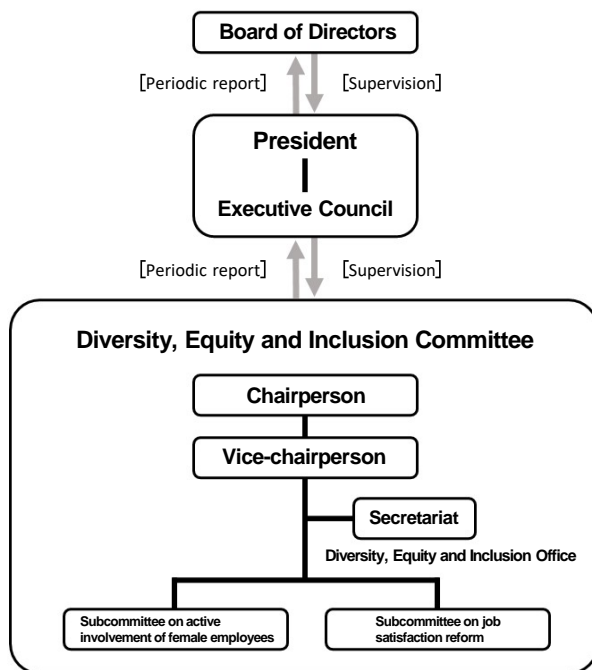 Board of Directors
[Periodic report]
[Supervision]
President
Executive Council
[Periodic report]
[Supervision]
Diversity, Equity and Inclusion Committee
Chairperson
Vice-chairperson
Secretariat
Diversity, Equity and Inclusion Office
Subcommittee on active
involvement of female employees
Subcommittee on job
satisfaction reform